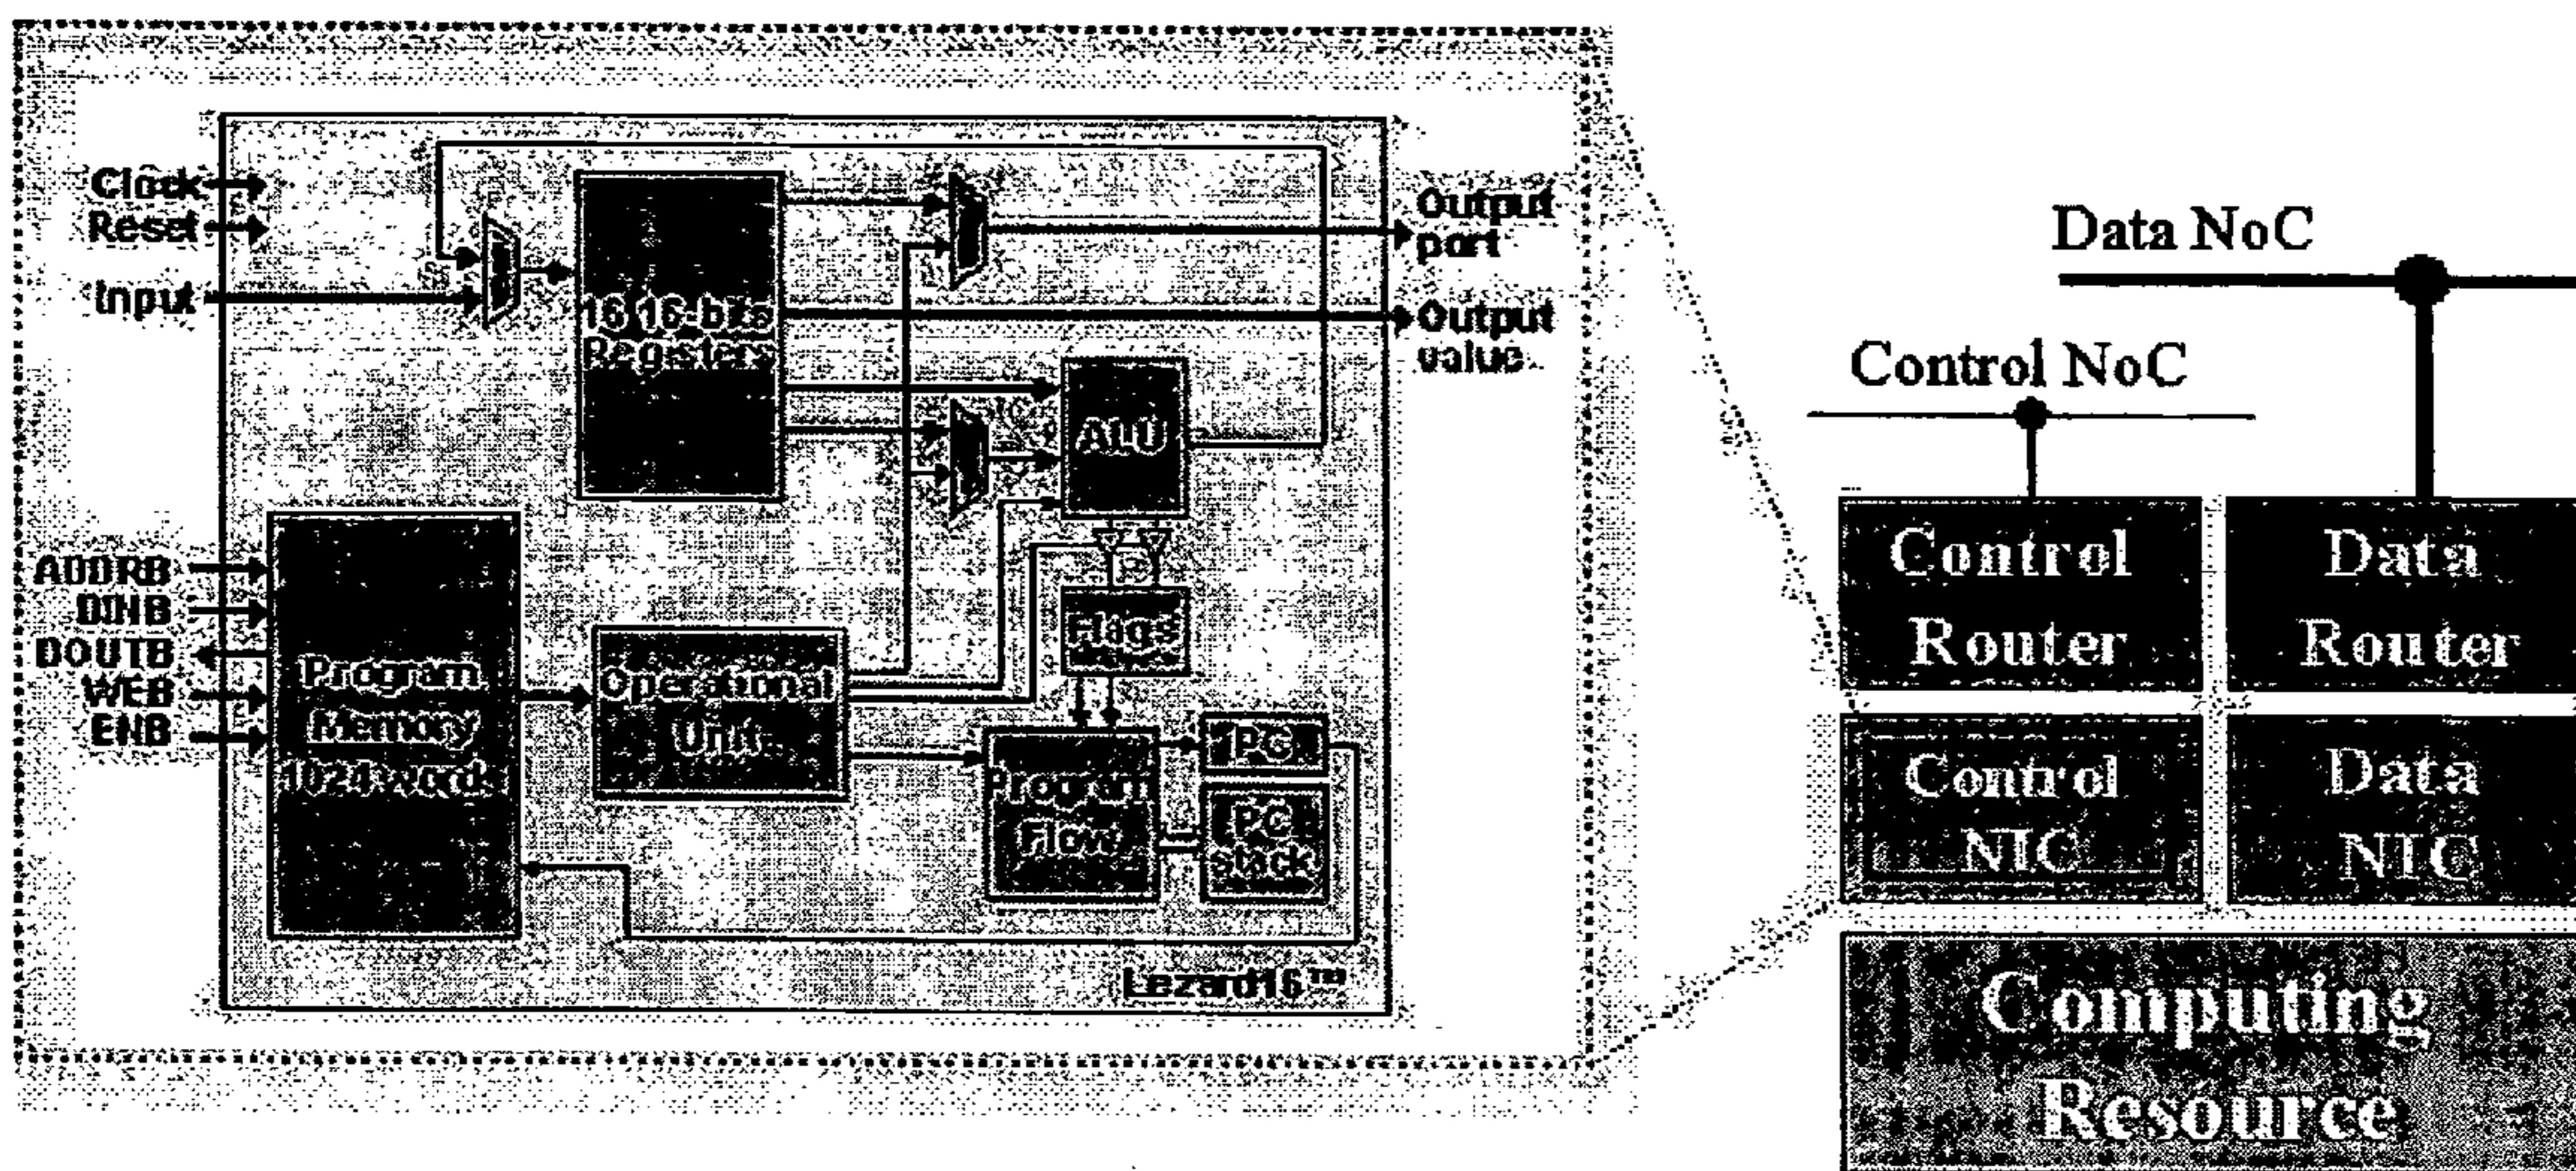 Clock
Reset
Input
16 16-bits
Registers
Output
port
Output
value
ALU
ADDRB
DINB
DOUTB
WEB
ENB
Program
Memory
1024 words
Operational
Unit
Flags
Program
Flow
PC
PC
stack
Lezard16™
Data NoC
Control NoC
Control
Router
Data
Router
Control
NIC
Data
NIC
Computing
Resource